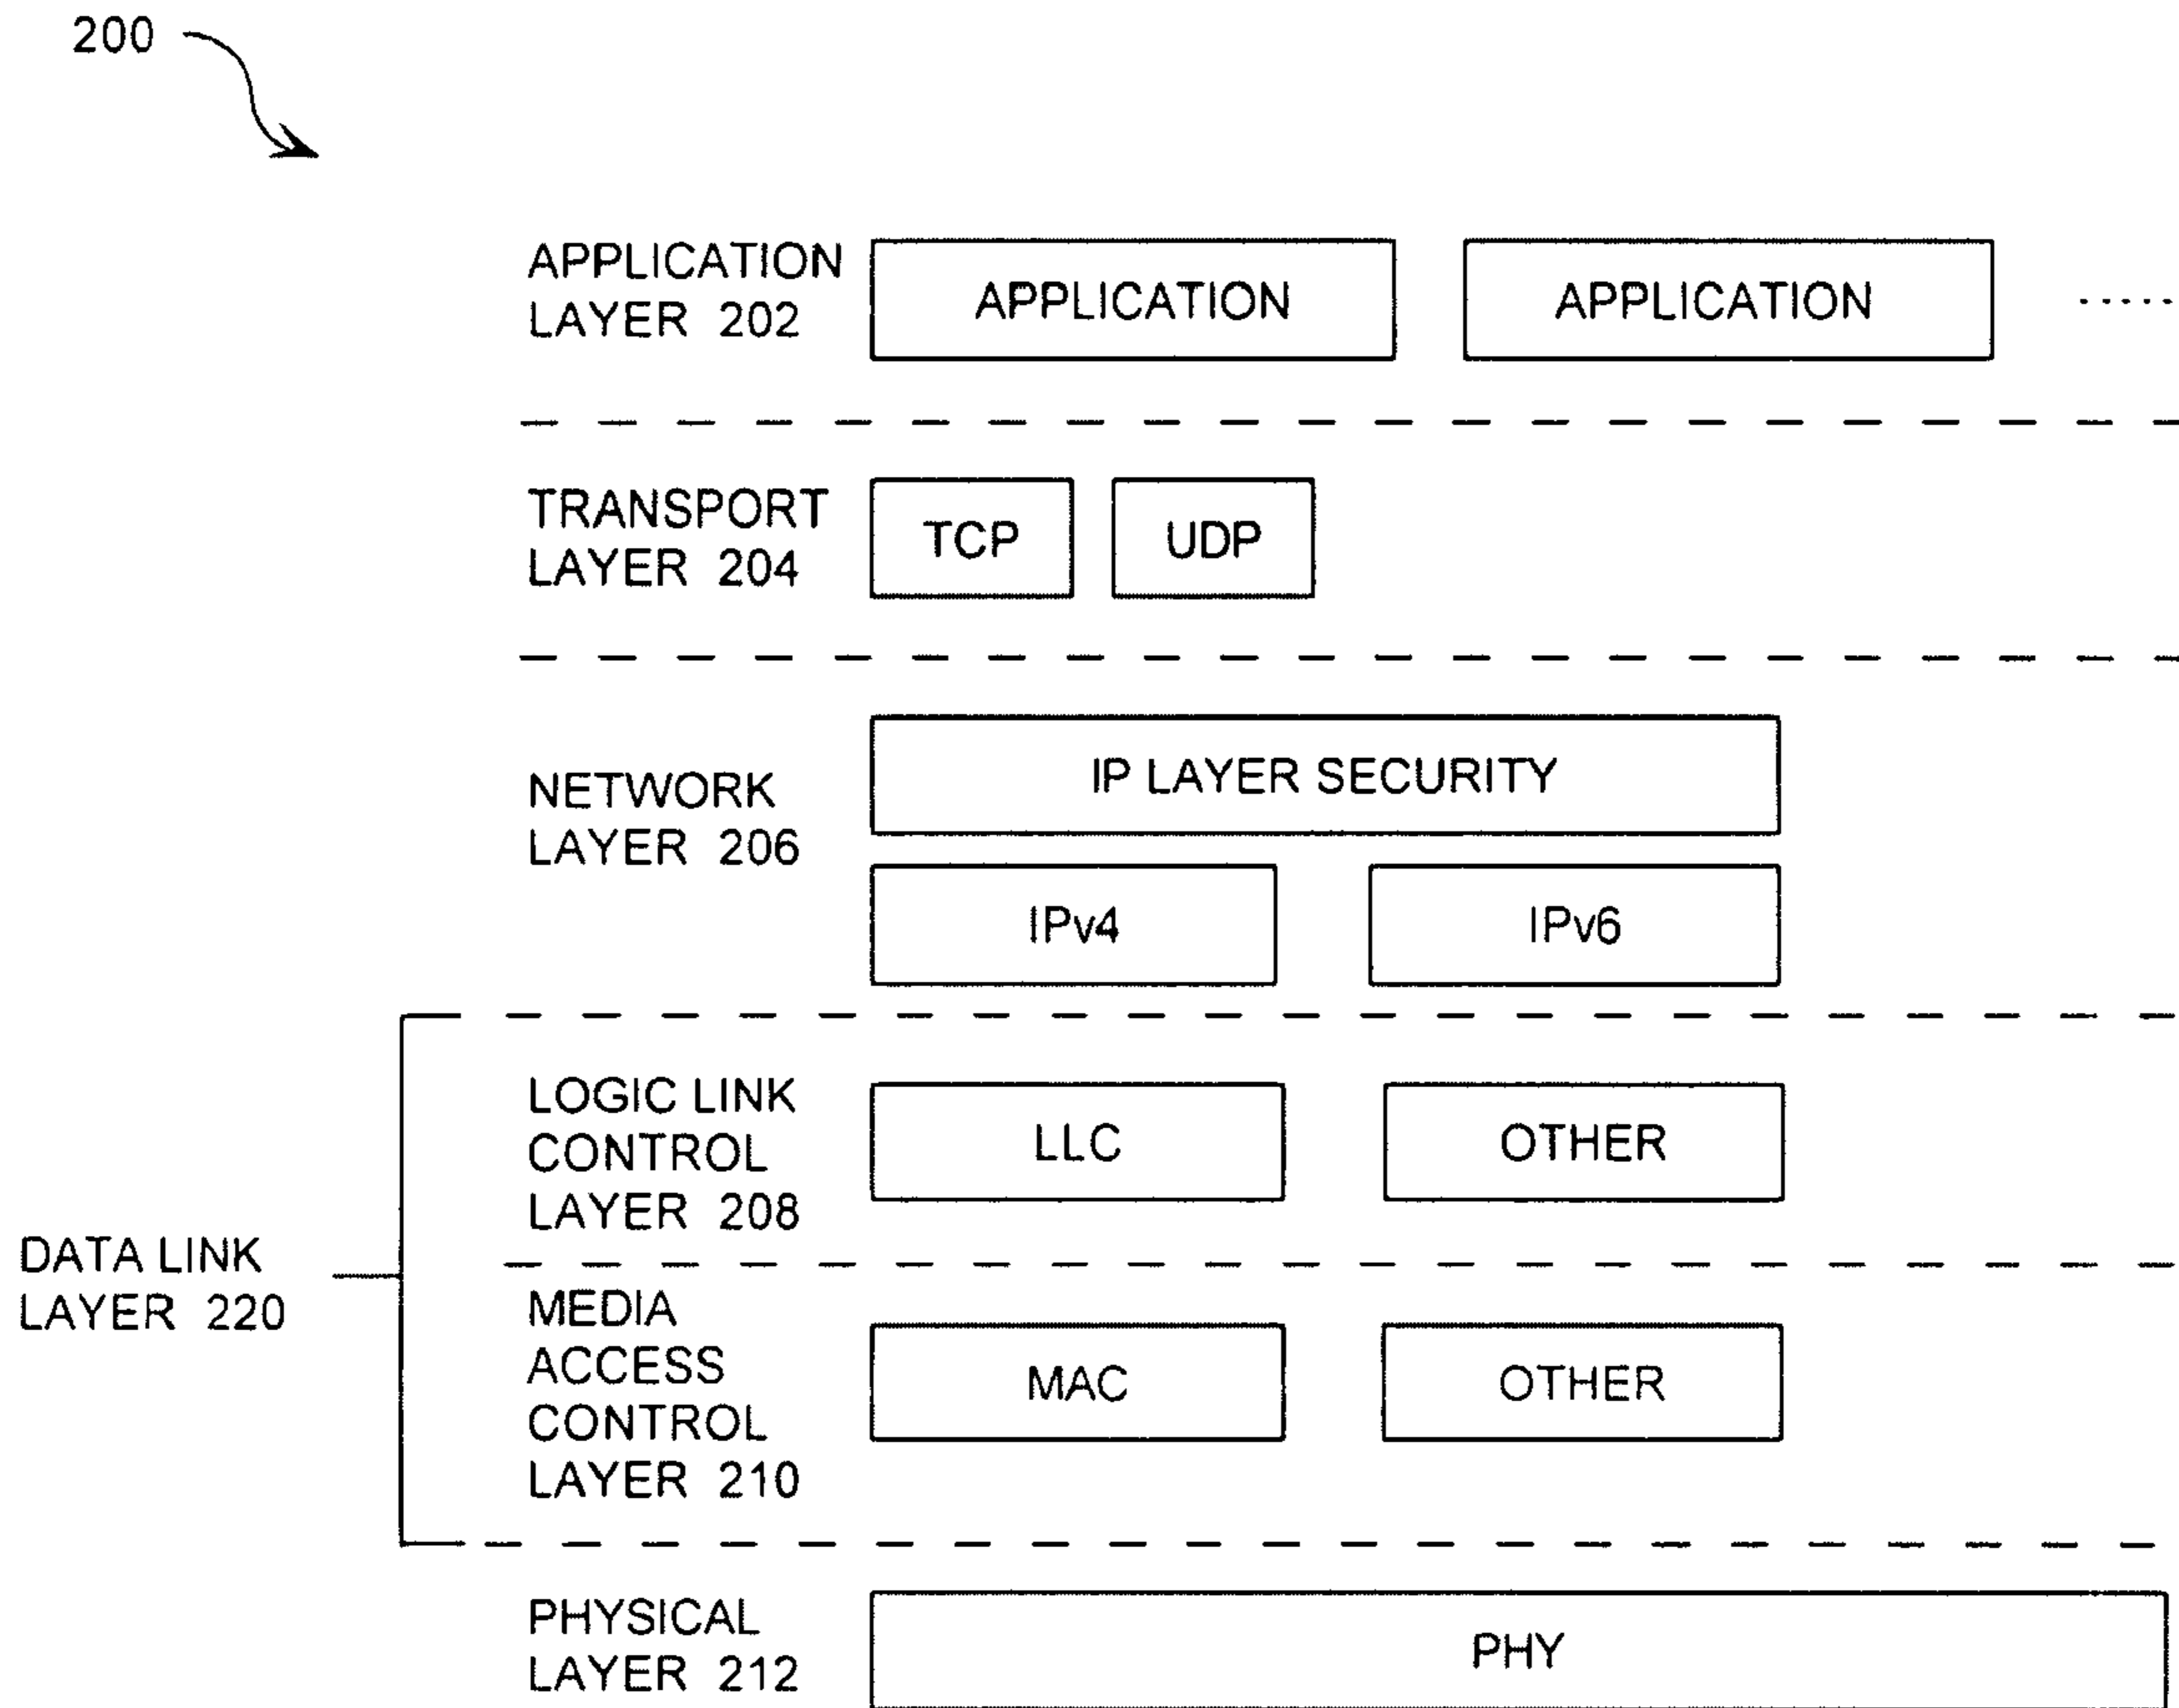 200
APPLICATION
LAYER 202
APPLICATION
APPLICATION
TRANSPORT
LAYER 204
TCP
UDP
NETWORK
LAYER 206
IP LAYER SECURITY
IPv4
IPv6
DATA LINK
LAYER 220
LOGIC LINK
CONTROL
LAYER 208
LLC
OTHER
MEDIA
ACCESS
CONTROL
LAYER 210
MAC
OTHER
PHYSICAL
LAYER 212
PHY